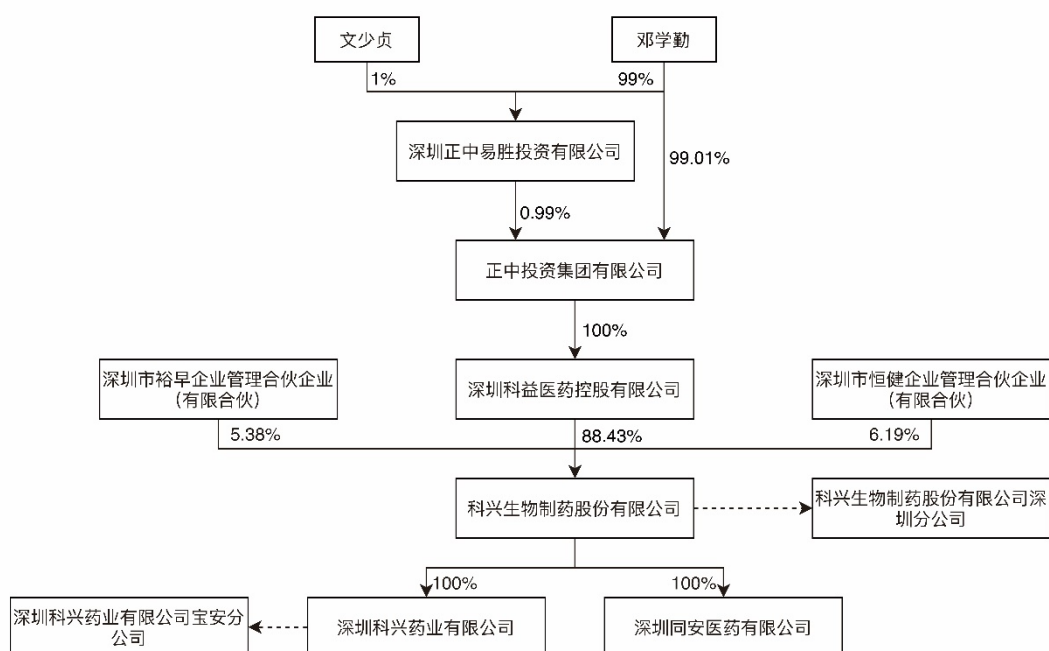 文少贞
邓学勤
1%
99%
深圳正中易胜投资有限公司
99.01%
0.99%
正中投资集团有限公司
100%
深圳市裕早企业管理合伙企业
(有限合伙)
深圳科益医药控股有限公司
深圳市恒健企业管理合伙企业
(有限合伙)
5.38%
88.43%
6.19%
科兴生物制药股份有限公司
科兴生物制药股份有限公司深
圳分公司
100%
100%
深圳科兴药业有限公司宝安分
公司
深圳科兴药业有限公司
深圳同安医药有限公司